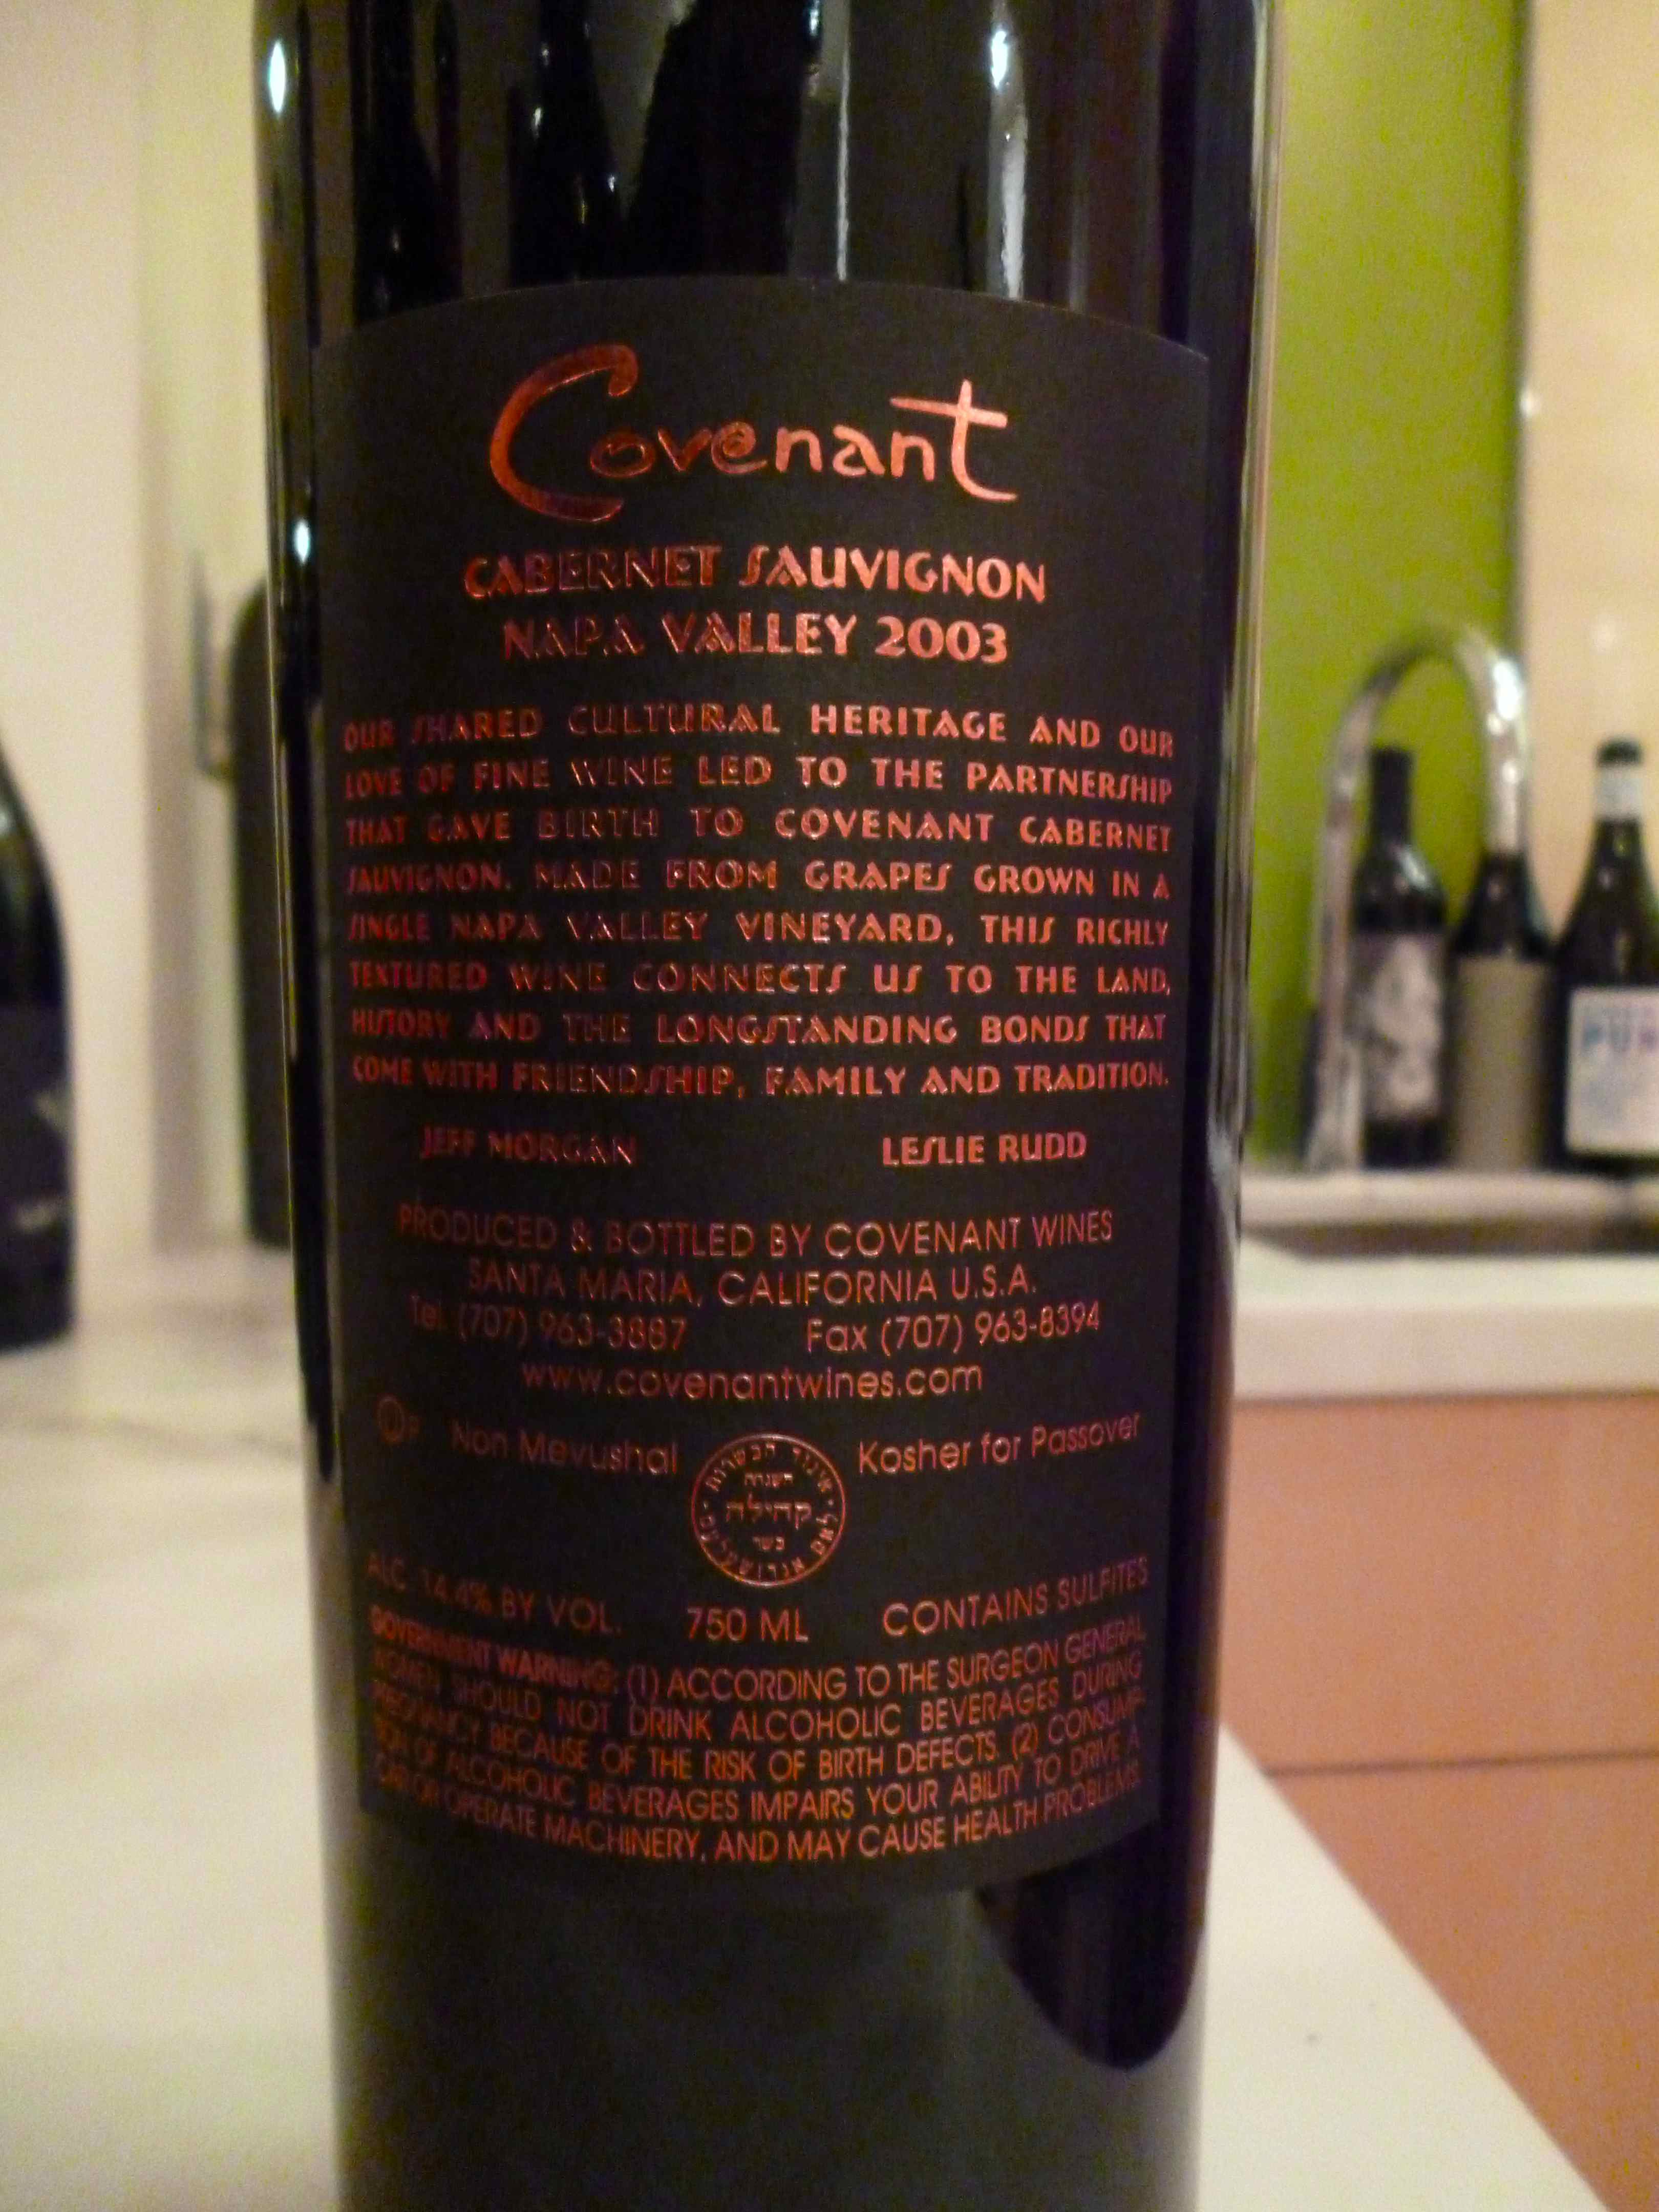 Covenant
CABERNET SAUVIGNON
NAPA VALLEY 2003
OUR SHARED CULTURAL HERITAGE AND OUR
LOVE OF FINE WINE LED TO THE PARTNERSHIP
THAT GAVE BIRTH TO COVENANT CABERNET
SAUVIGNON. MADE FROM GRAPES GROWN IN A
SINGLE NAPA VALLEY VINEYARD, THIS RICHLY
TEXTURED WINE CONNECTS US TO THE LAND,
HISTORY AND THE LONGSTANDING BONDS THAT
COME WITH FRIENDSHIP, FAMILY AND TRADITION.
JEFF MORGAN LESLIE RUDD
PRODUCED & BOTTLED BY COVENANT WINES
SANTA MARIA, CALIFORNIA U.S.A.
Tel. (707) 963-3887 Fax (707) 963-8394
www.covenantwines.com
Ⓤ P Non Mevushal Kosher for Passover
השגחת
קהילה
כשר
ALC. 14.4% BY VOL. 750 ML CONTAINS SULFITES
GOVERNMENT WARNING: (1) ACCORDING TO THE SURGEON GENERAL
WOMEN SHOULD NOT DRINK ALCOHOLIC BEVERAGES DURING
PREGNANCY BECAUSE OF THE RISK OF BIRTH DEFECTS. (2) CONSUMP-
TION OF ALCOHOLIC BEVERAGES IMPAIRS YOUR ABILITY TO DRIVE A
CAR OR OPERATE MACHINERY, AND MAY CAUSE HEALTH PROBLEMS.